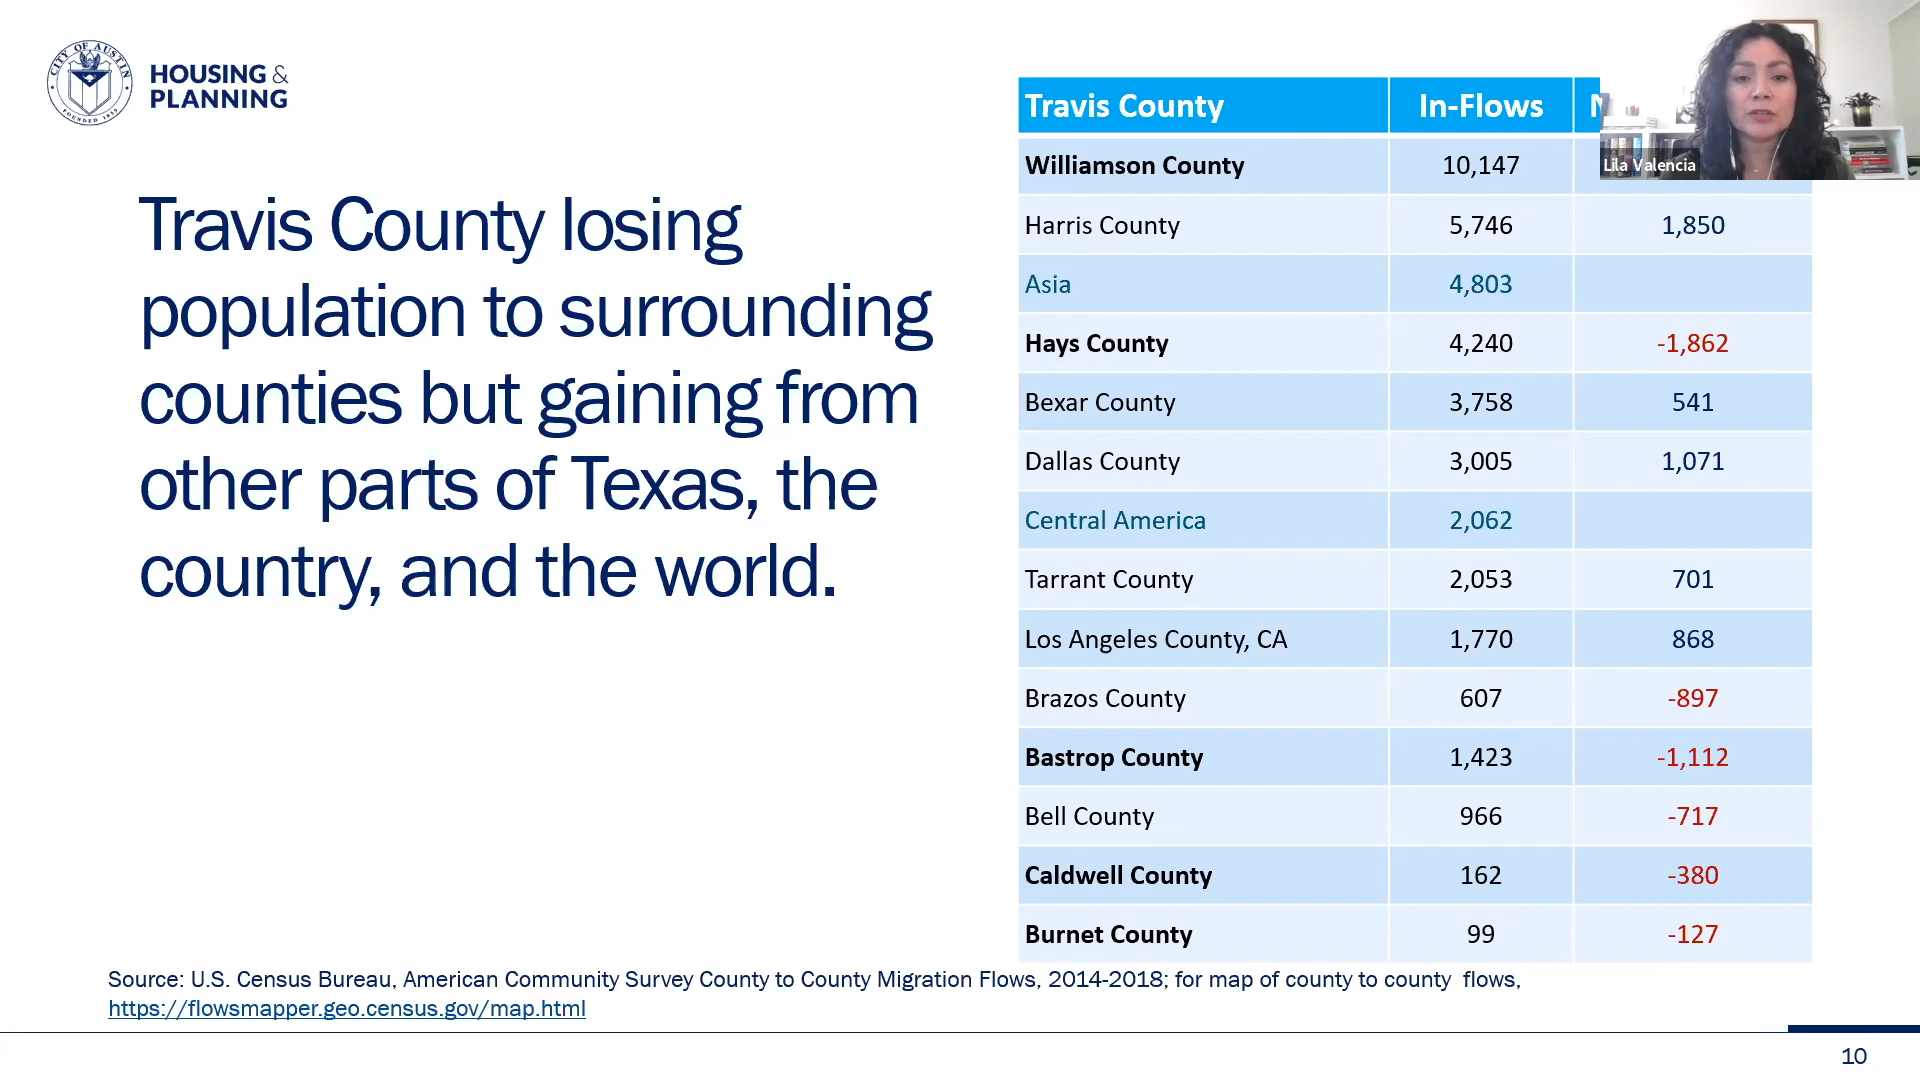 CITY OF AUSTIN
FOUNDED 1839
HOUSING &
PLANNING
Travis County losing
population to surrounding
counties but gaining from
other parts of Texas, the
country, and the world.
Travis County In-Flows N
Williamson County 10,147
Harris County 5,746 1,850
Asia 4,803
Hays County 4,240 -1,862
Bexar County 3,758 541
Dallas County 3,005 1,071
Central America 2,062
Tarrant County 2,053 701
Los Angeles County, CA 1,770 868
Brazos County 607 -897
Bastrop County 1,423 -1,112
Bell County 966 -717
Caldwell County 162 -380
Burnet County 99 -127
Lila Valencia
Source: U.S. Census Bureau, American Community Survey County to County Migration Flows, 2014-2018; for map of county to county flows,
https://flowsmapper.geo.census.gov/map.html
10